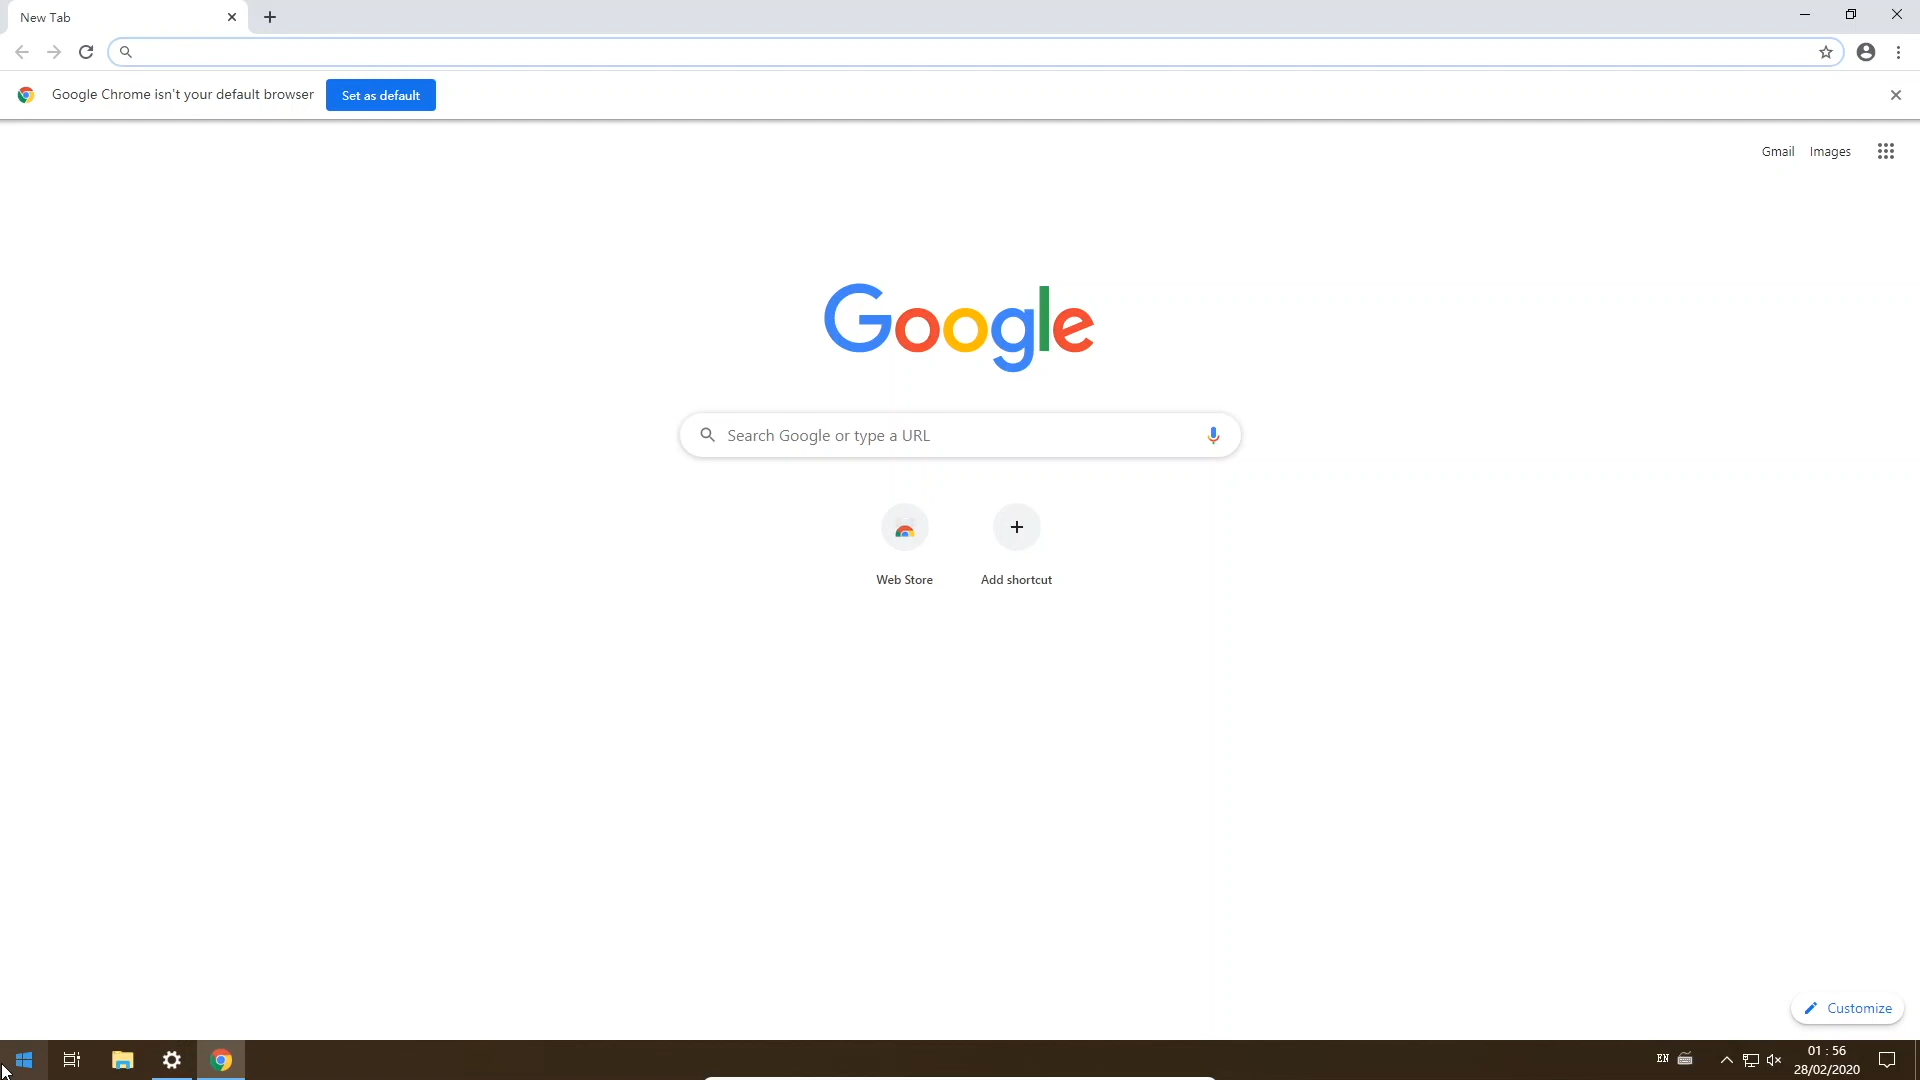 New Tab
Google Chrome isn't your default browser Set as default
Gmail Images
Google
Search Google or type a URL
Web Store Add shortcut
Customize
EN 01 : 56
28/02/2020